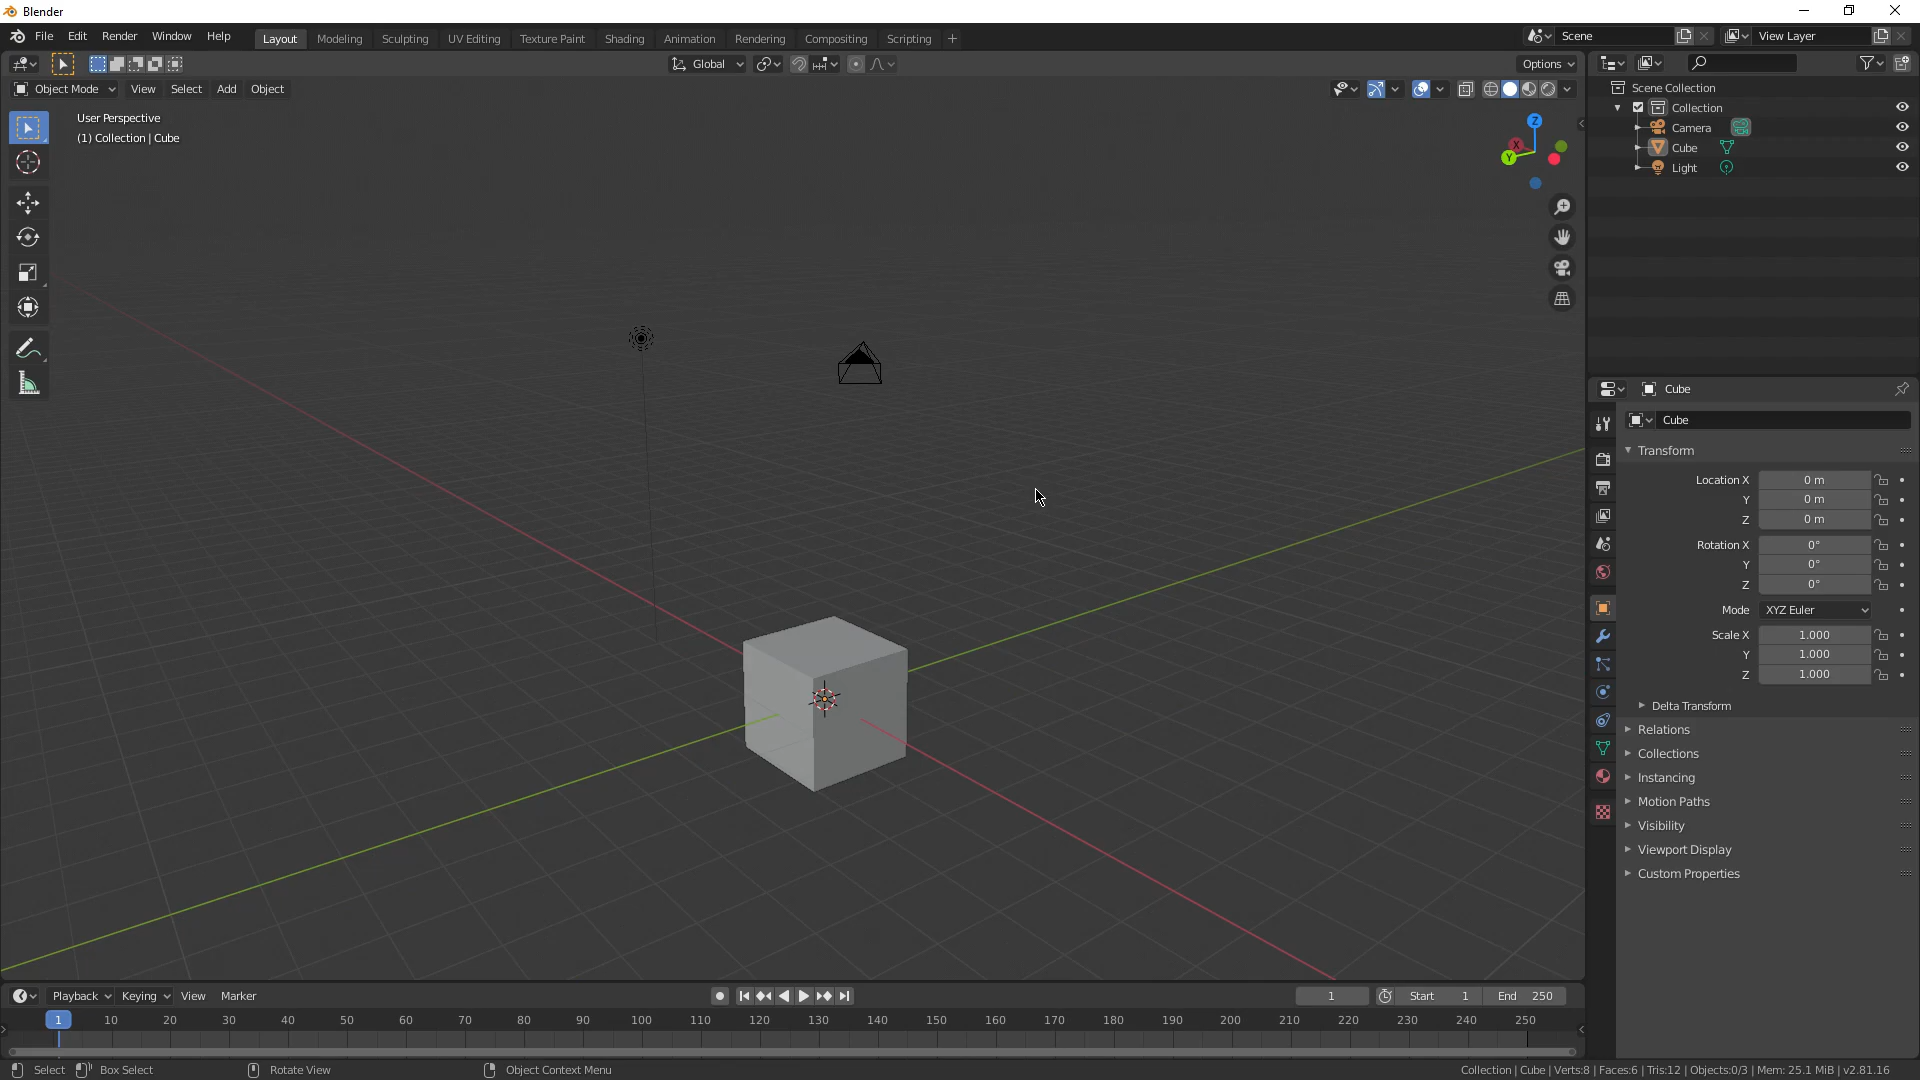 Blender
File Edit Render Window Help Layout Modeling Sculpting UV Editing Texture Paint Shading Animation Rendering Compositing Scripting + Scene View Layer
Global Options
Object Mode View Select Add Object
User Perspective
(1) Collection | Cube
Z
X
Y
Scene Collection
Collection
Camera
Cube
Light
Cube
Cube
Transform
Location X 0 m
Y 0 m
Z 0 m
Rotation X 0°
Y 0°
Z 0°
Mode XYZ Euler
Scale X 1.000
Y 1.000
Z 1.000
Delta Transform
Relations
Collections
Instancing
Motion Paths
Visibility
Viewport Display
Custom Properties
Playback Keying View Marker 1 Start 1 End 250
1 10 20 30 40 50 60 70 80 90 100 110 120 130 140 150 160 170 180 190 200 210 220 230 240 250
Select Box Select Rotate View Object Context Menu Collection | Cube | Verts:8 | Faces:6 | Tris:12 | Objects:0/3 | Mem: 25.1 MiB | v2.81.16